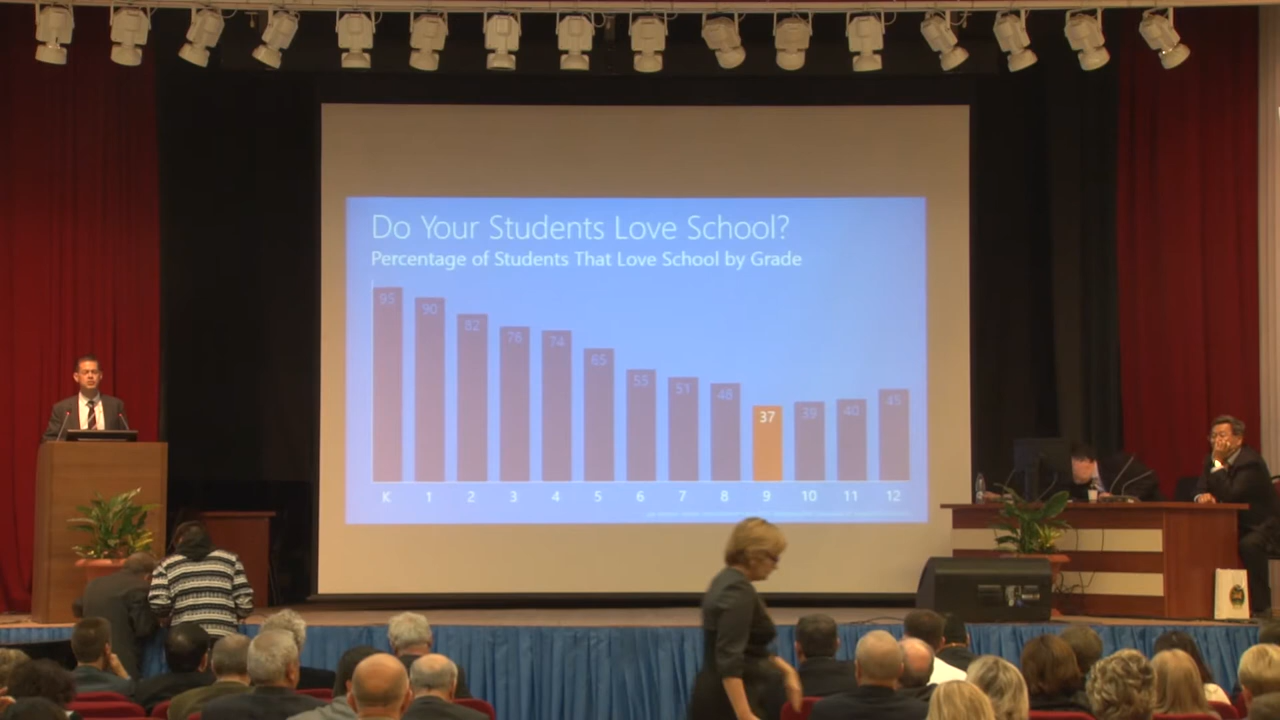 Do Your Students Love School?
Percentage of Students That Love School by Grade
95 90 82 76 74 65 55 51 48 37 39 40 45
K 1 2 3 4 5 6 7 8 9 10 11 12